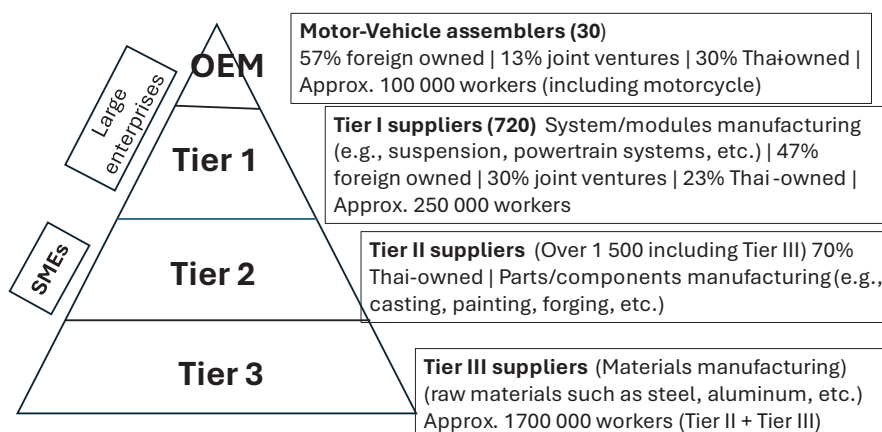 Motor-Vehicle assemblers (30)
57% foreign owned | 13% joint ventures | 30% Thai-owned |
Approx. 100 000 workers (including motorcycle)
OEM
Large
enterprises
Tier I suppliers (720) System/modules manufacturing
(e.g., suspension, powertrain systems, etc.) | 47%
foreign owned | 30% joint ventures | 23% Thai-owned |
Approx. 250 000 workers
Tier 1
SMEs
Tier II suppliers (Over 1 500 including Tier III) 70%
Thai-owned | Parts/components manufacturing (e.g.,
casting, painting, forging, etc.)
Tier 2
Tier III suppliers (Materials manufacturing)
(raw materials such as steel, aluminum, etc.)
Approx. 1700 000 workers (Tier II + Tier III)
Tier 3